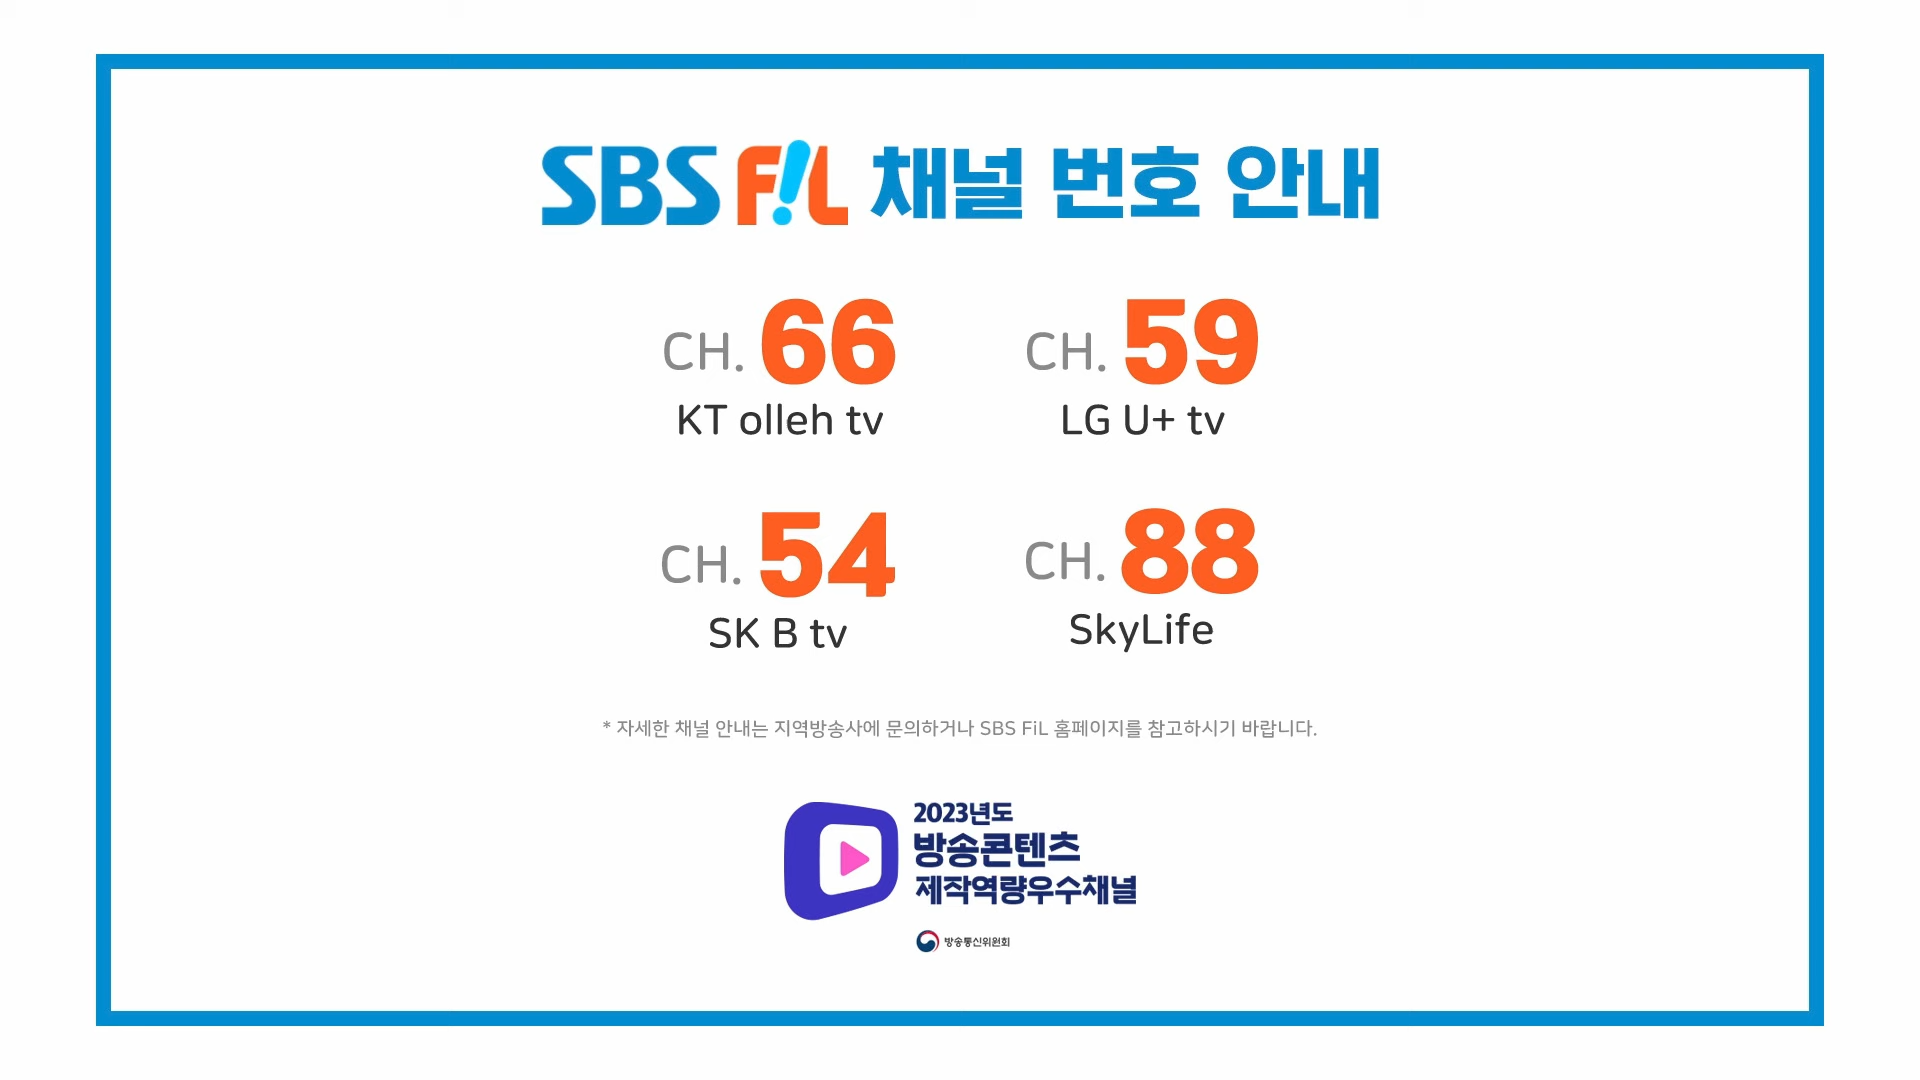 SBS F!L 채널 번호 안내
CH. 66
KT olleh tv
CH. 59
LG U+ tv
CH. 54
SK B tv
CH. 88
SkyLife
* 자세한 채널 안내는 지역방송사에 문의하거나 SBS FiL 홈페이지를 참고하시기 바랍니다.
2023년도
방송콘텐츠
제작역량우수채널
방송통신위원회